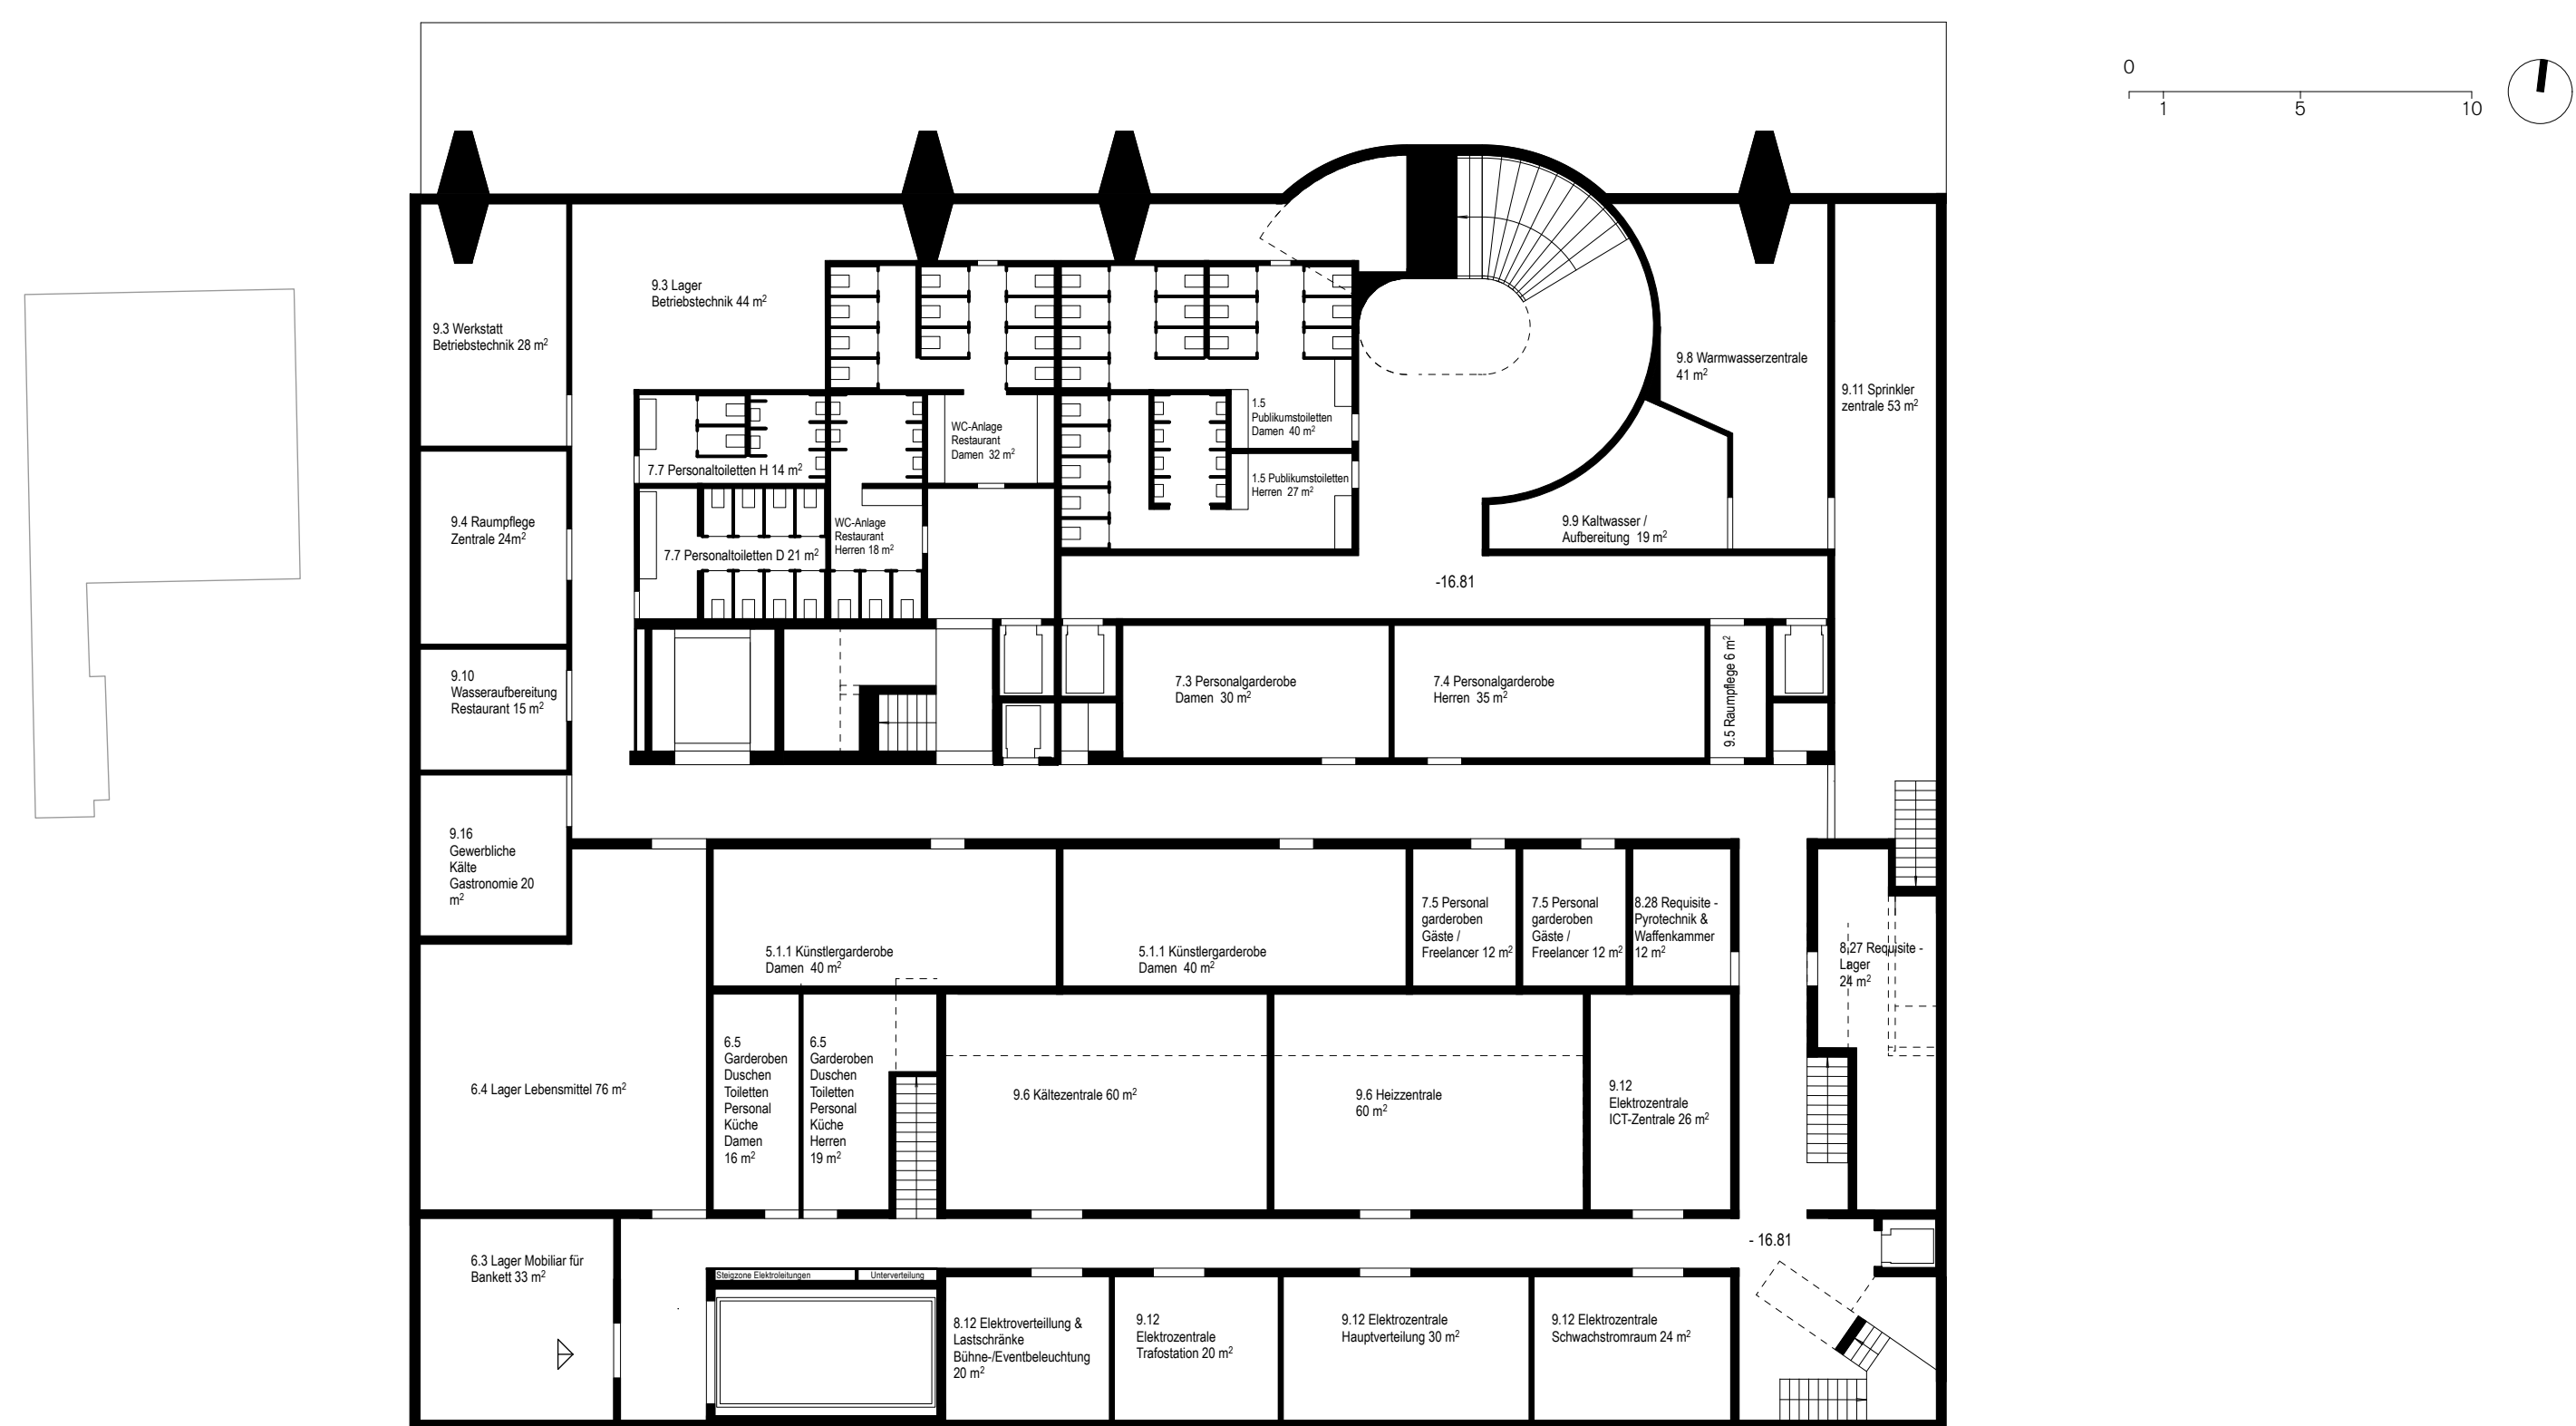 0
1
5
10
9.3 Lager
Betriebstechnik 44 m²
9.3 Werkstatt
Betriebstechnik 28 m²
9.8 Warmwasserzentrale
41 m²
9.11 Sprinkler
zentrale 53 m²
1.5
Publikumstoiletten
Damen 40 m²
WC-Anlage
Restaurant
Damen 32 m²
7.7 Personaltoiletten H 14 m²
1.5 Publikumstoiletten
Herren 27 m²
9.4 Raumpflege
Zentrale 24m²
WC-Anlage
Restaurant
Herren 18 m²
9.9 Kaltwasser /
Aufbereitung 19 m²
7.7 Personaltoiletten D 21 m²
-16.81
9.10
Wasseraufbereitung
Restaurant 15 m²
7.3 Personalgarderobe
Damen 30 m²
7.4 Personalgarderobe
Herren 35 m²
9.5 Raumpflege 6 m²
9.16
Gewerbliche
Kälte
Gastronomie 20
m²
5.1.1 Künstlergarderobe
Damen 40 m²
5.1.1 Künstlergarderobe
Damen 40 m²
7.5 Personal
garderoben
Gäste /
Freelancer 12 m²
7.5 Personal
garderoben
Gäste /
Freelancer 12 m²
8.28 Requisite -
Pyrotechnik &
Waffenkammer
12 m²
8.27 Requisite -
Lager
24 m²
6.4 Lager Lebensmittel 76 m²
6.5
Garderoben
Duschen
Toiletten
Personal
Küche
Damen
16 m²
6.5
Garderoben
Duschen
Toiletten
Personal
Küche
Herren
19 m²
9.6 Kältezentrale 60 m²
9.6 Heizzentrale
60 m²
9.12
Elektrozentrale
ICT-Zentrale 26 m²
- 16.81
6.3 Lager Mobiliar für
Bankett 33 m²
Steigzone Elektroleitungen
Unterverteilung
8.12 Elektroverteillung &
Lastschränke
Bühne-/Eventbeleuchtung
20 m²
9.12
Elektrozentrale
Trafostation 20 m²
9.12 Elektrozentrale
Hauptverteilung 30 m²
9.12 Elektrozentrale
Schwachstromraum 24 m²